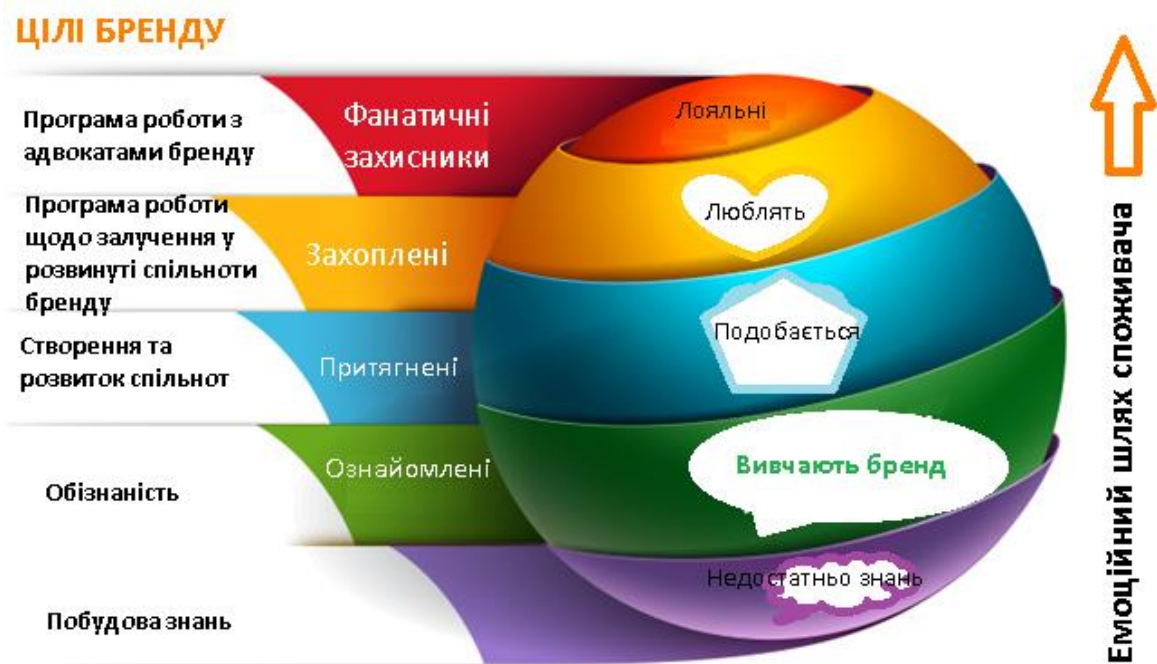 ЦІЛІ БРЕНДУ
Програма роботи з
адвокатами бренду
Фанатичні
захисники
Лояльні
Програма роботи
щодо залучення у
розвинуті спільноти
бренду
Захоплені
Люблять
Створення та
розвиток спільнот
Притягнені
Подобається
Обізнаність
Ознайомлені
Вивчають бренд
Побудова знань
Недостатньо знань
Емоційний шлях споживача